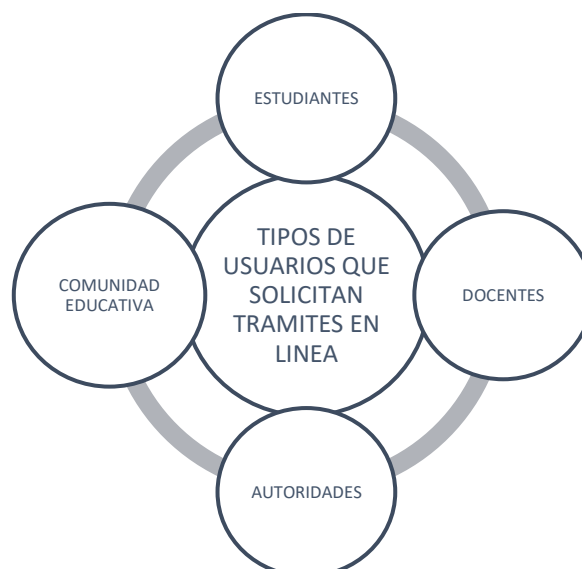 ESTUDIANTES
TIPOS DE
USUARIOS QUE
SOLICITAN
TRAMITES EN
LINEA
COMUNIDAD
EDUCATIVA
DOCENTES
AUTORIDADES